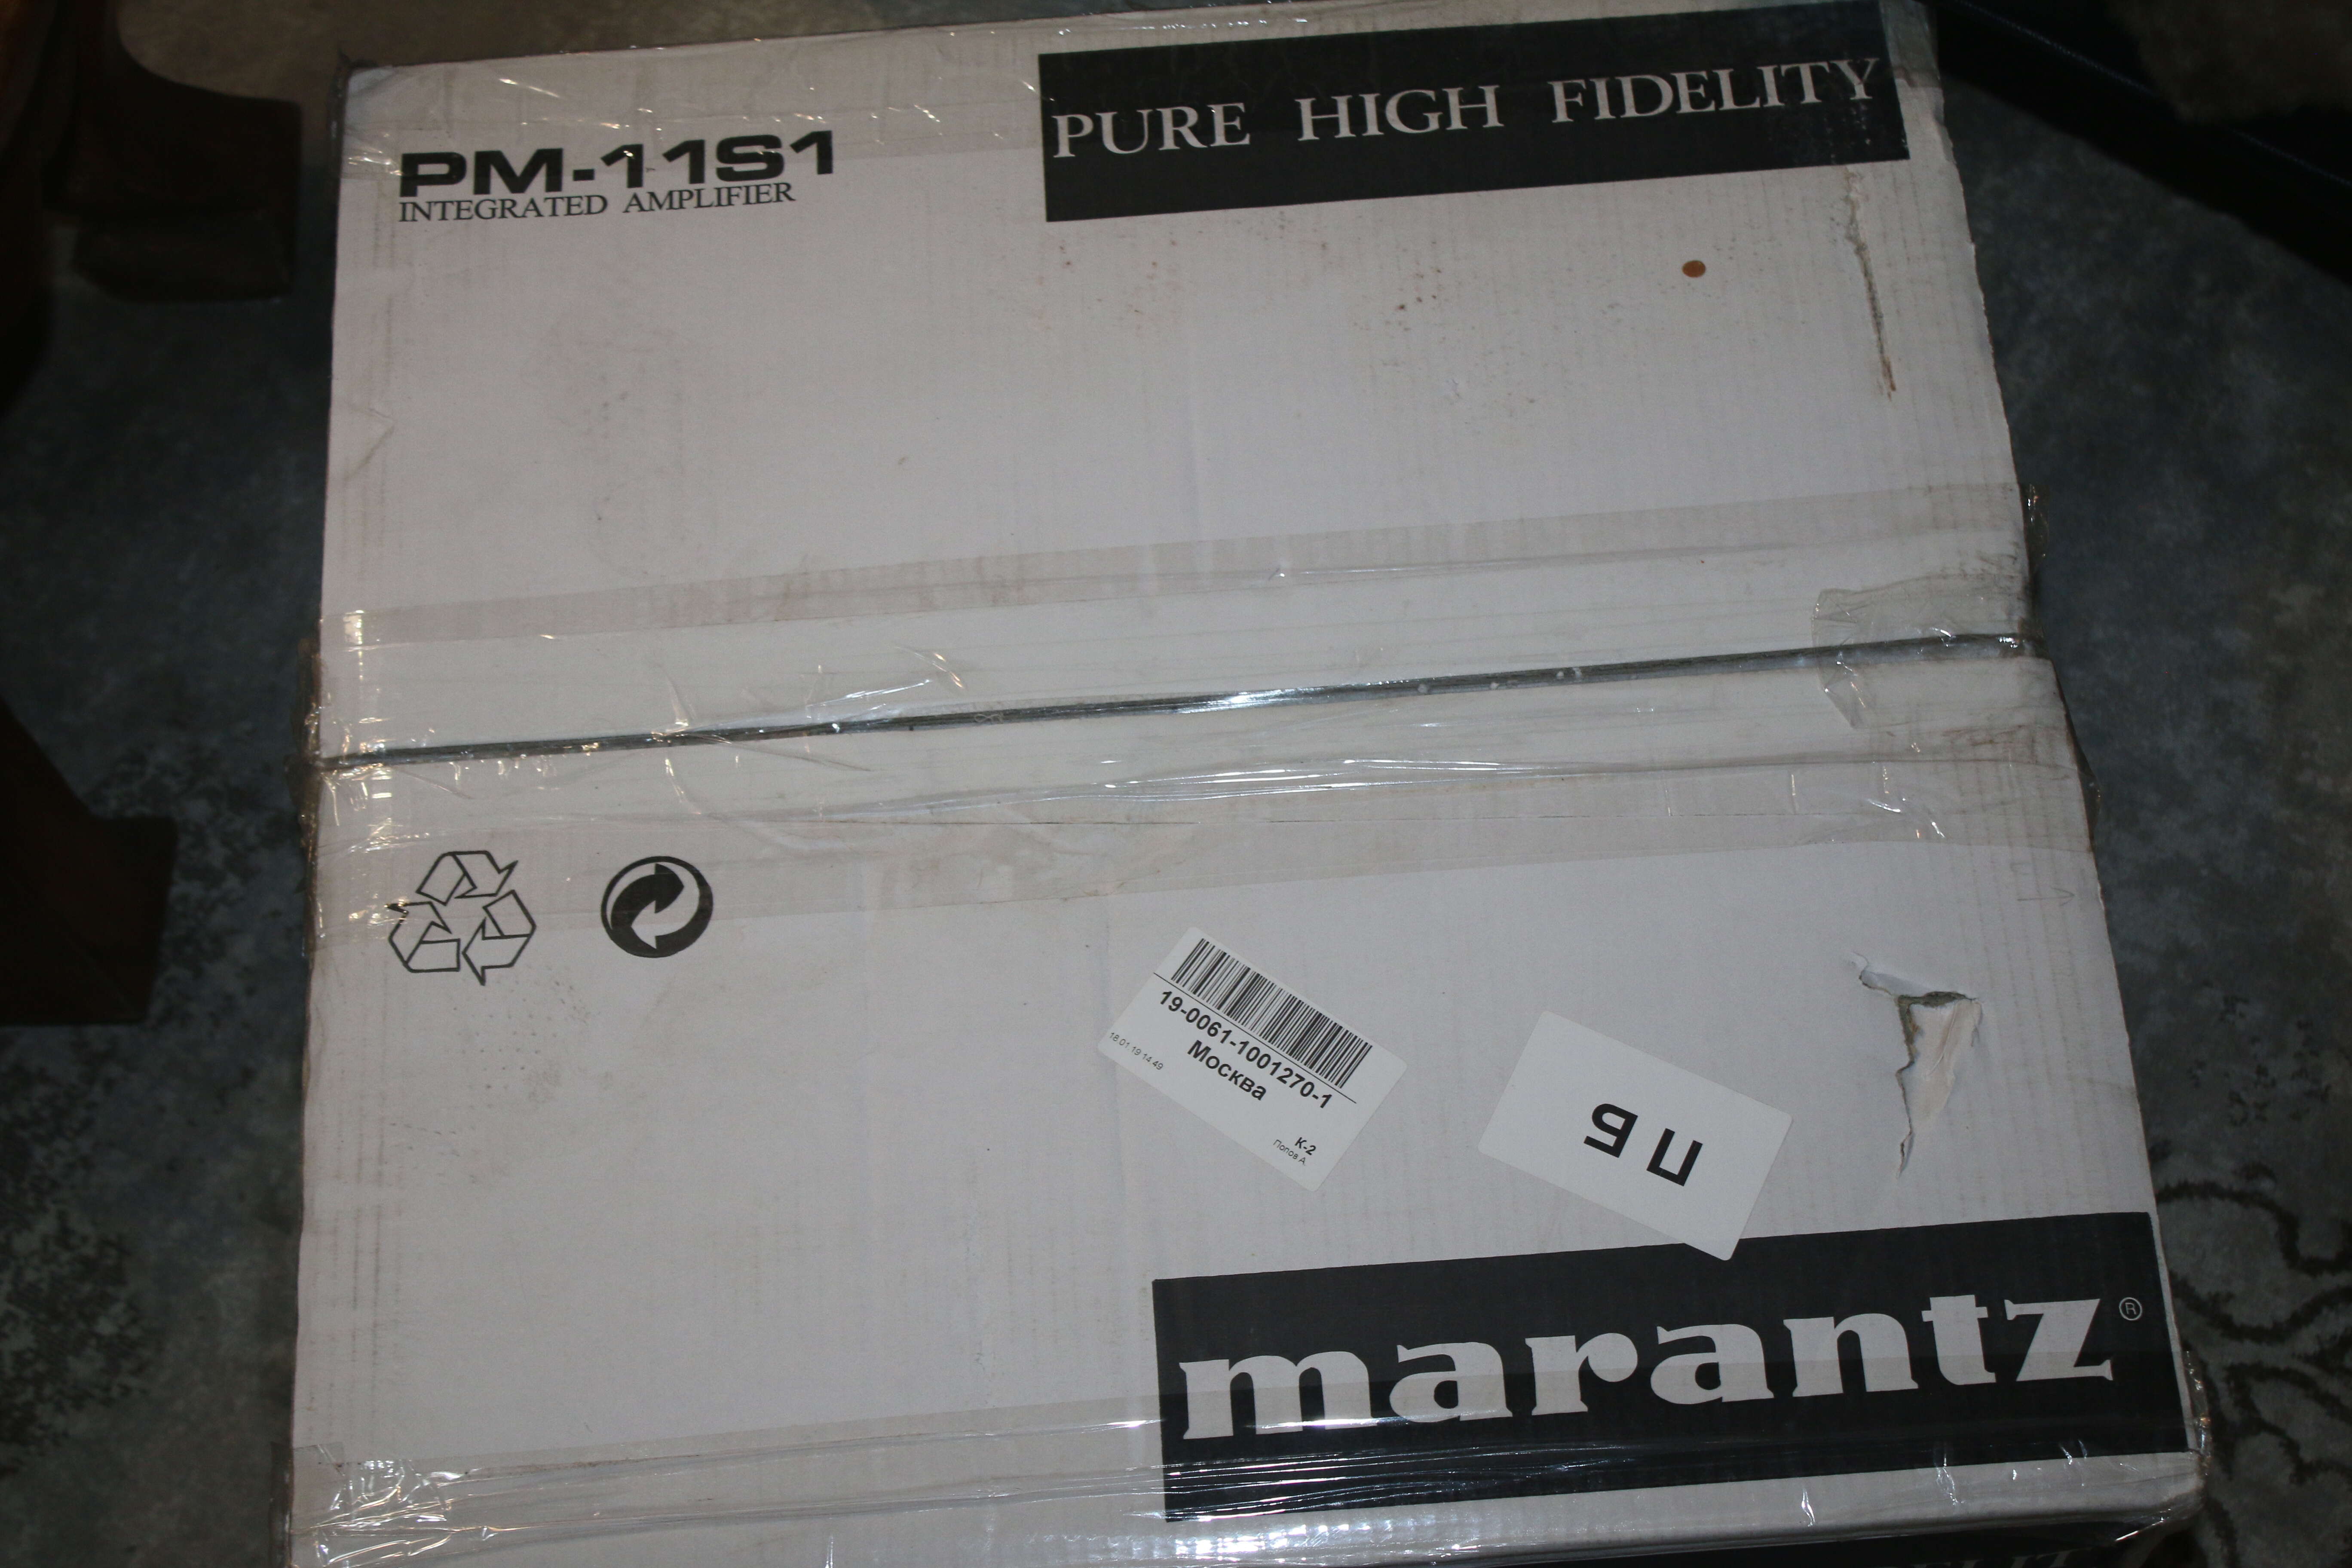 PM-11S1
INTEGRATED AMPLIFIER
PURE HIGH FIDELITY
19-0061-1001270-1
Москва
18.01.19 14:49
К-2
Попов А.
П Б
marantz®